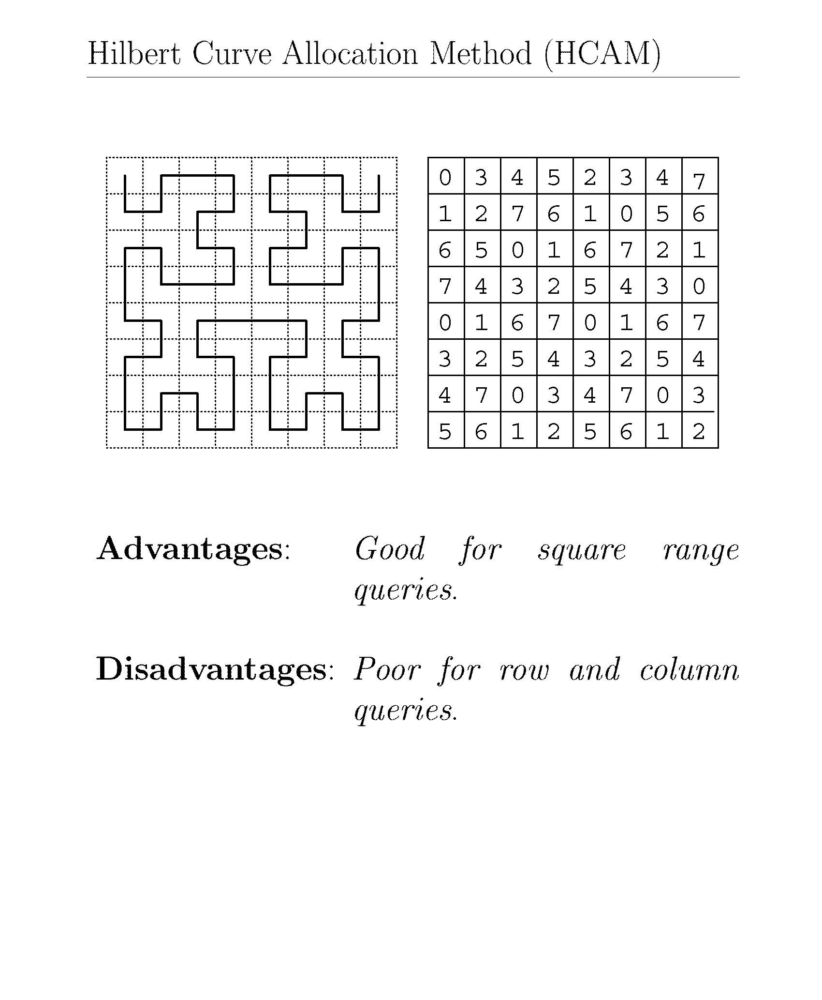 Hilbert Curve Allocation Method (HCAM)
0 3 4 5 2 3 4 7
1 2 7 6 1 0 5 6
6 5 0 1 6 7 2 1
7 4 3 2 5 4 3 0
0 1 6 7 0 1 6 7
3 2 5 4 3 2 5 4
4 7 0 3 4 7 0 3
5 6 1 2 5 6 1 2
Advantages: Good for square range
queries.
Disadvantages: Poor for row and column
queries.